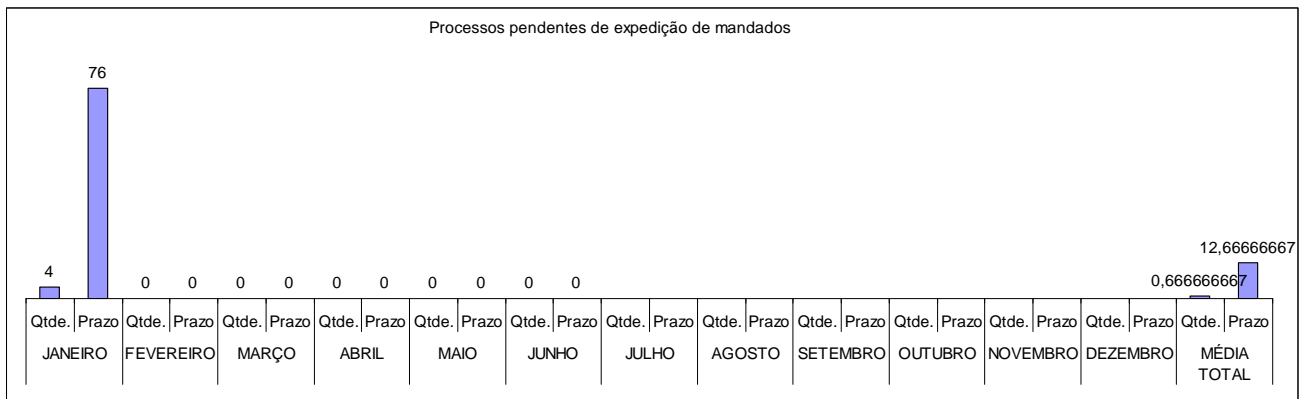 Processos pendentes de expedição de mandados
76
12,66666667
4
0 0 0 0 0 0 0 0 0 0
0,666666667
Qtde. Prazo Qtde. Prazo Qtde. Prazo Qtde. Prazo Qtde. Prazo Qtde. Prazo Qtde. Prazo Qtde. Prazo Qtde. Prazo Qtde. Prazo Qtde. Prazo Qtde. Prazo Qtde. Prazo
JANEIRO FEVEREIRO MARÇO ABRIL MAIO JUNHO JULHO AGOSTO SETEMBRO OUTUBRO NOVEMBRO DEZEMBRO MÉDIA
TOTAL